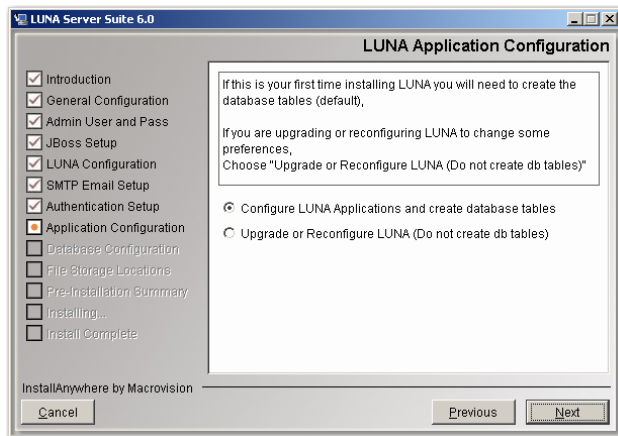 LUNA Server Suite 6.0
LUNA Application Configuration
Introduction
General Configuration
Admin User and Pass
JBoss Setup
LUNA Configuration
SMTP Email Setup
Authentication Setup
Application Configuration
Database Configuration
File Storage Locations
Pre-Installation Summary
Installing...
Install Complete
If this is your first time installing LUNA you will need to create the
database tables (default),
If you are upgrading or reconfiguring LUNA to change some
preferences,
Choose "Upgrade or Reconfigure LUNA (Do not create db tables)"
Configure LUNA Applications and create database tables
Upgrade or Reconfigure LUNA (Do not create db tables)
InstallAnywhere by Macrovision
Cancel
Previous
Next